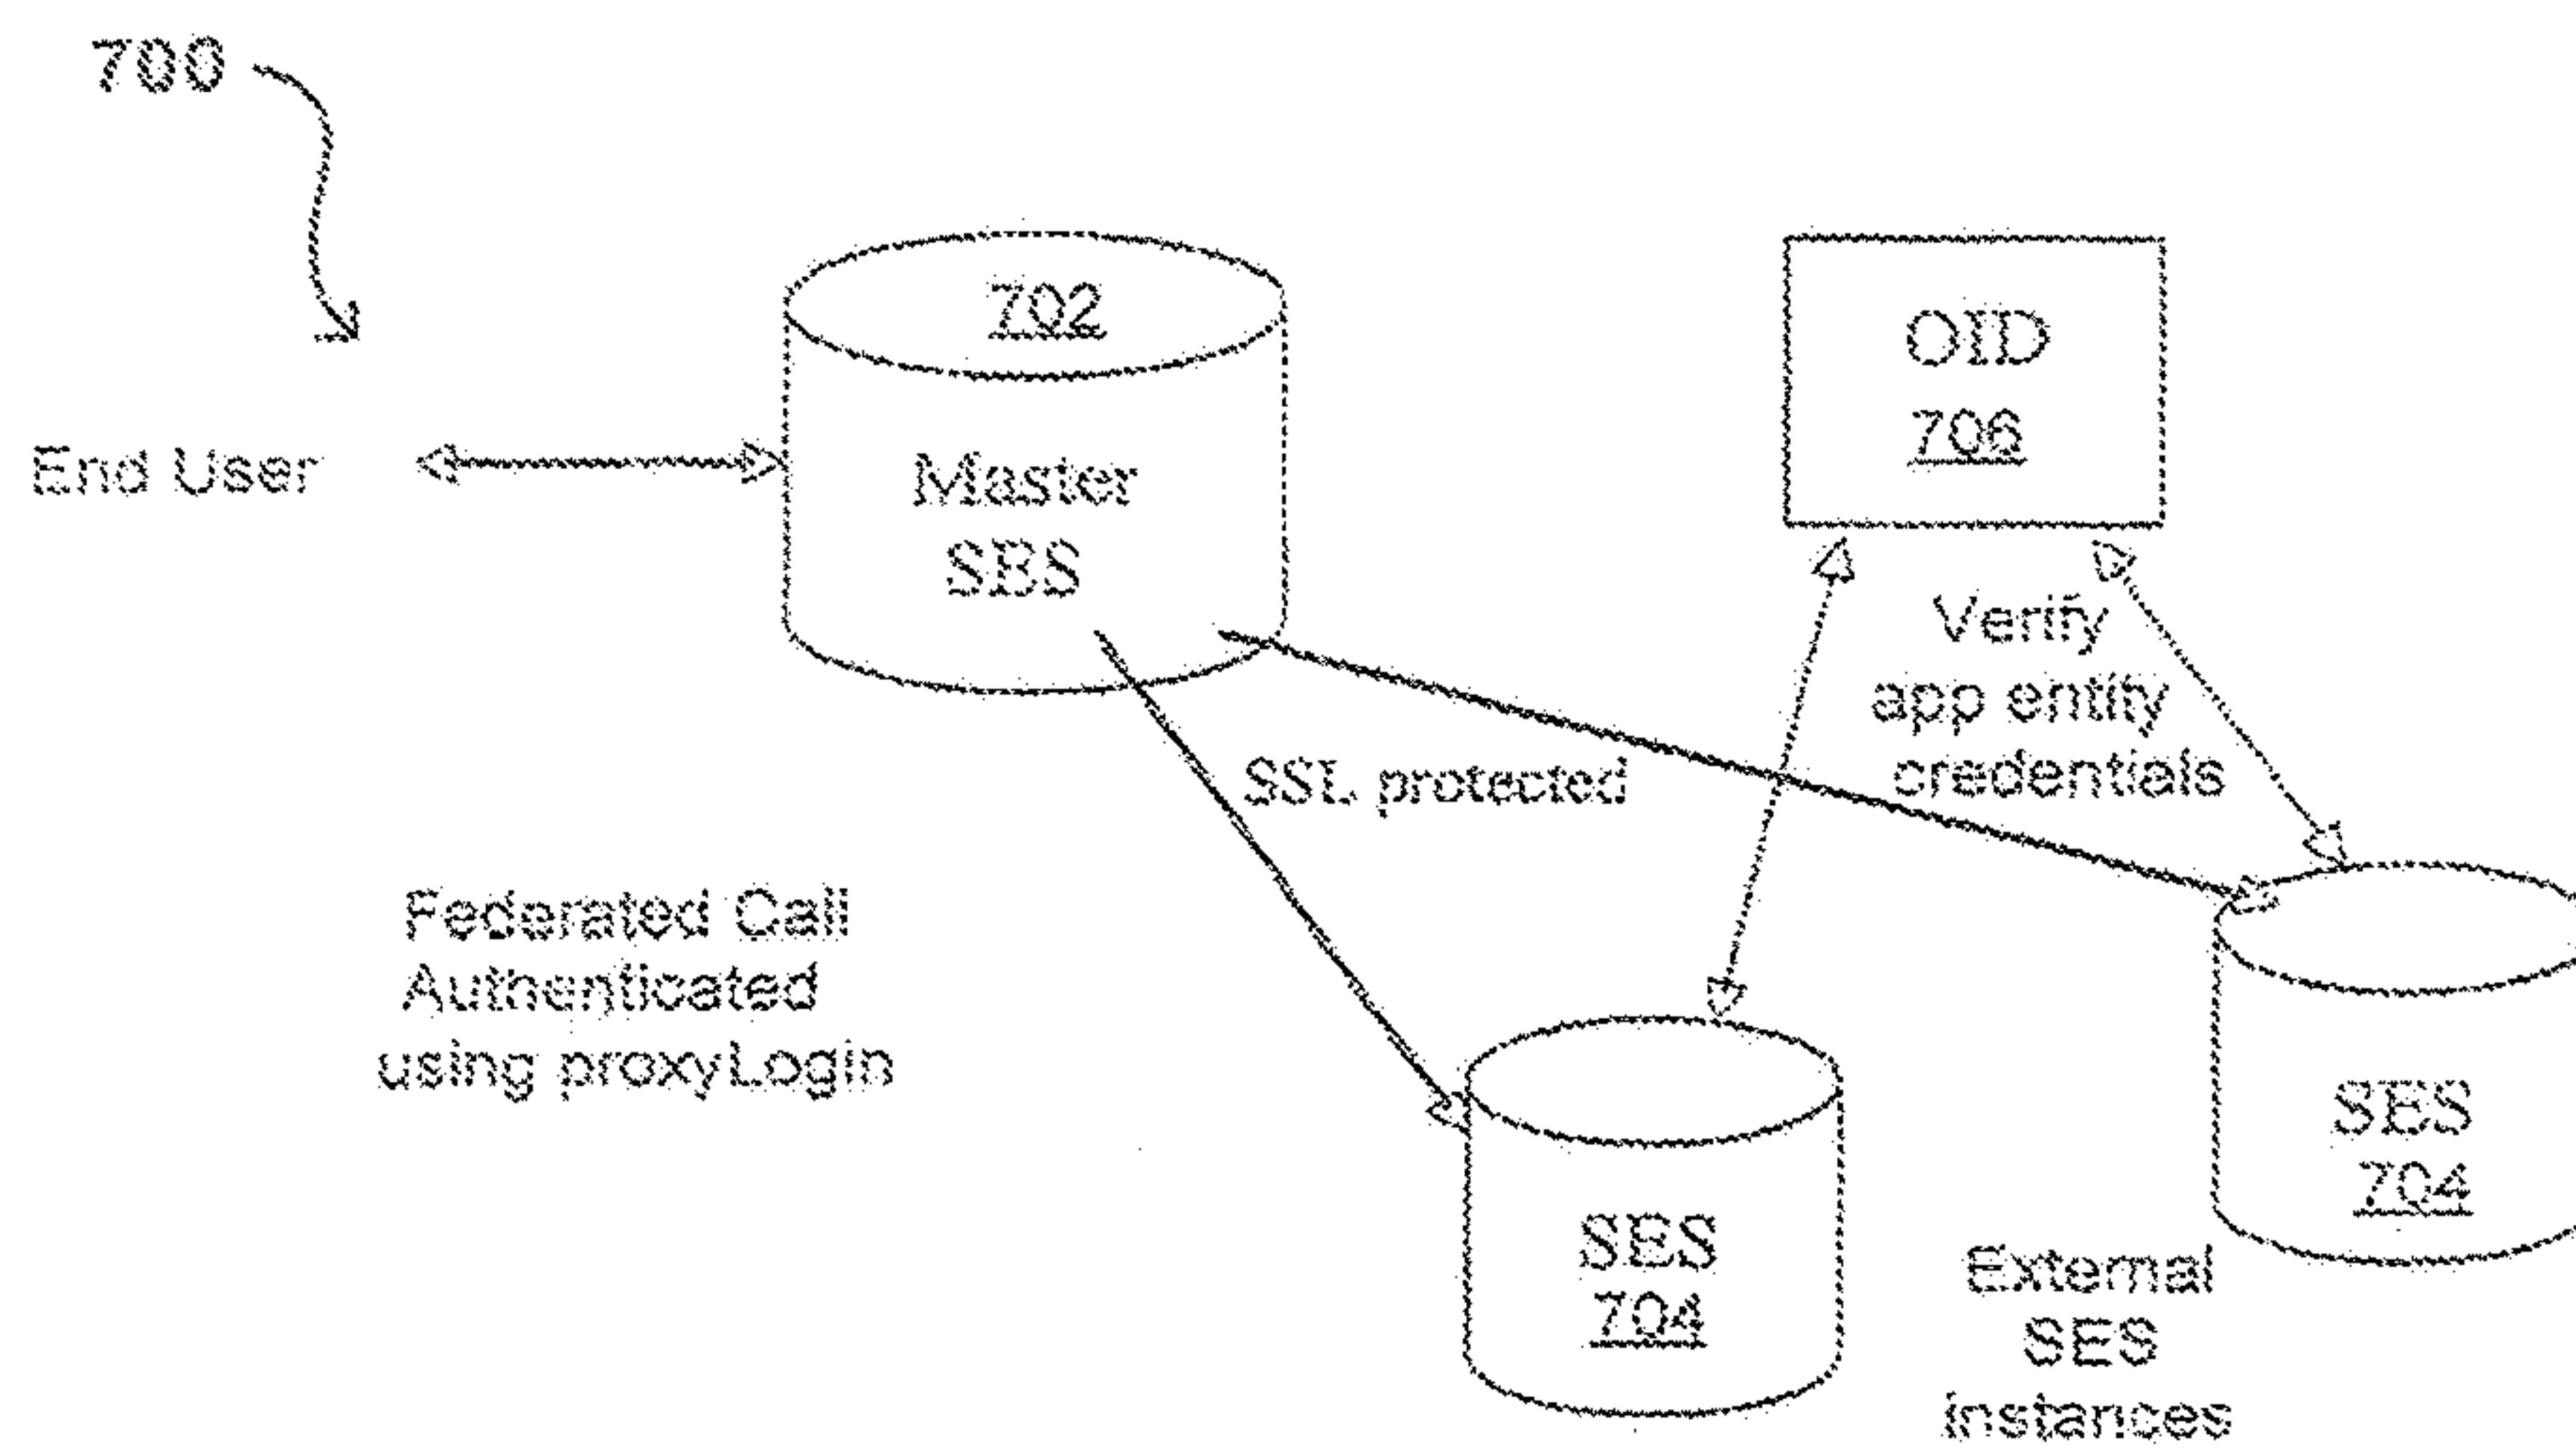 700
702
Master
SES
End User
OID
706
Verify
app entity
credentials
SSL protected
Federated Call
Authenticated
using proxyLogin
SES
704
SES
704
External
SES
instances